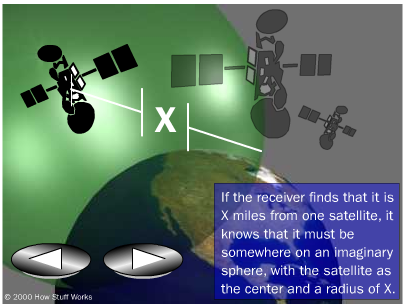 X
If the receiver finds that it is
X miles from one satellite, it
knows that it must be
somewhere on an imaginary
sphere, with the satellite as
the center and a radius of X.
© 2000 How Stuff Works